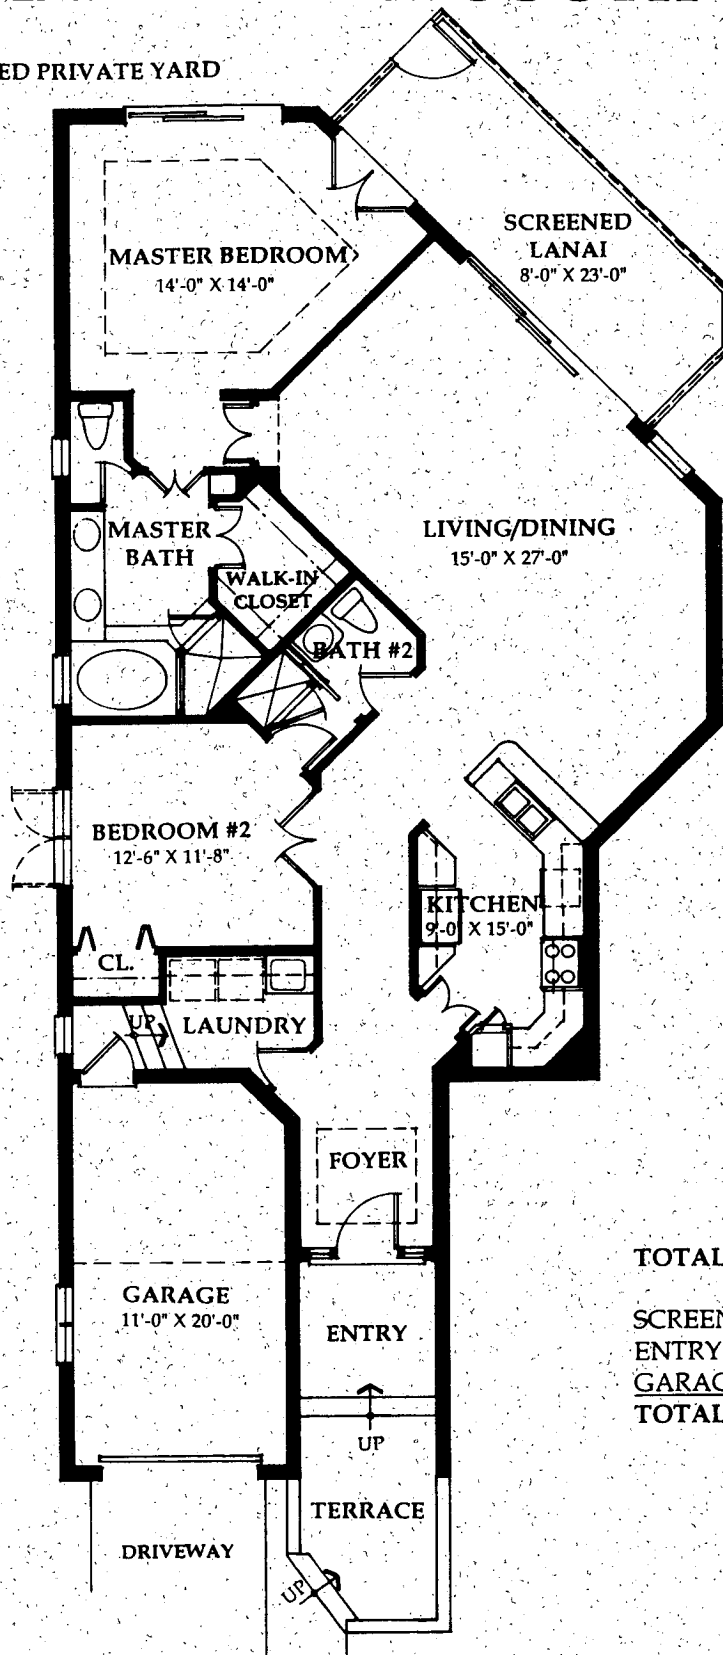 ED PRIVATE YARD
SCREENED
LANAI
8'-0" X 23'-0"
MASTER BEDROOM
14'-0" X 14'-0"
LIVING/DINING
15'-0" X 27'-0"
MASTER
BATH
WALK-IN
CLOSET
BATH #2
BEDROOM #2
12'-6" X 11'-8"
KITCHEN
9'-0" X 15'-0"
CL.
UP
LAUNDRY
FOYER
GARAGE
11'-0" X 20'-0"
ENTRY
UP
TERRACE
DRIVEWAY
UP
TOTAL
SCREEN
ENTRY
GARAG
TOTAL